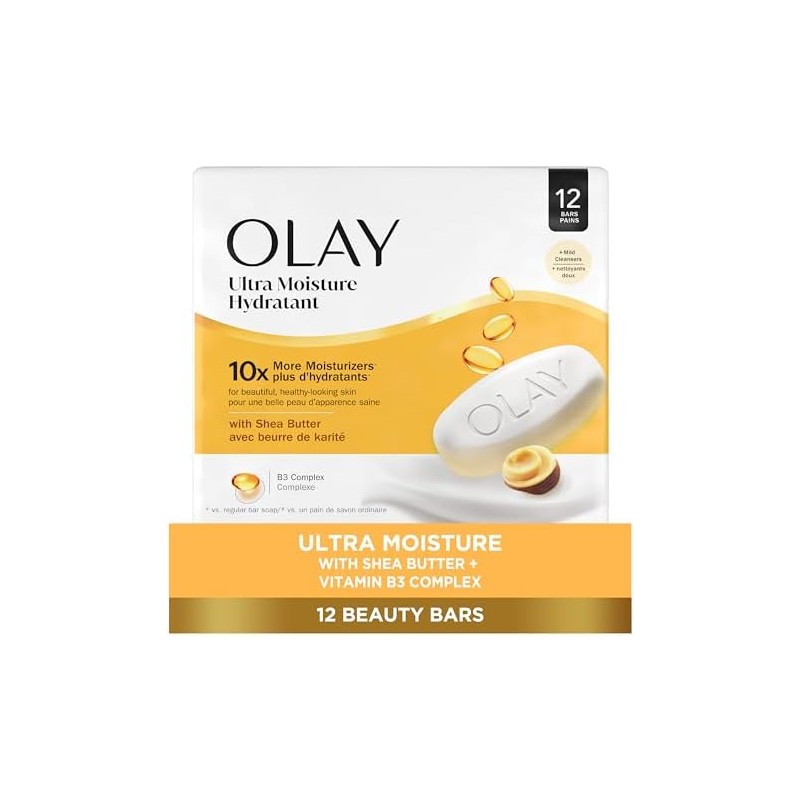 12
BARS
PAINS
OLAY
+ Mild
Cleansers
+ nettoyants
doux
Ultra Moisture
Hydratant
10x More Moisturizers*
plus d'hydratants*
for beautiful, healthy-looking skin
pour une belle peau d'apparence saine
with Shea Butter
avec beurre de karité
OLAY
B3 Complex
Complexe
* vs. regular bar soap/* vs. un pain de savon ordinaire
ULTRA MOISTURE
WITH SHEA BUTTER +
VITAMIN B3 COMPLEX
12 BEAUTY BARS